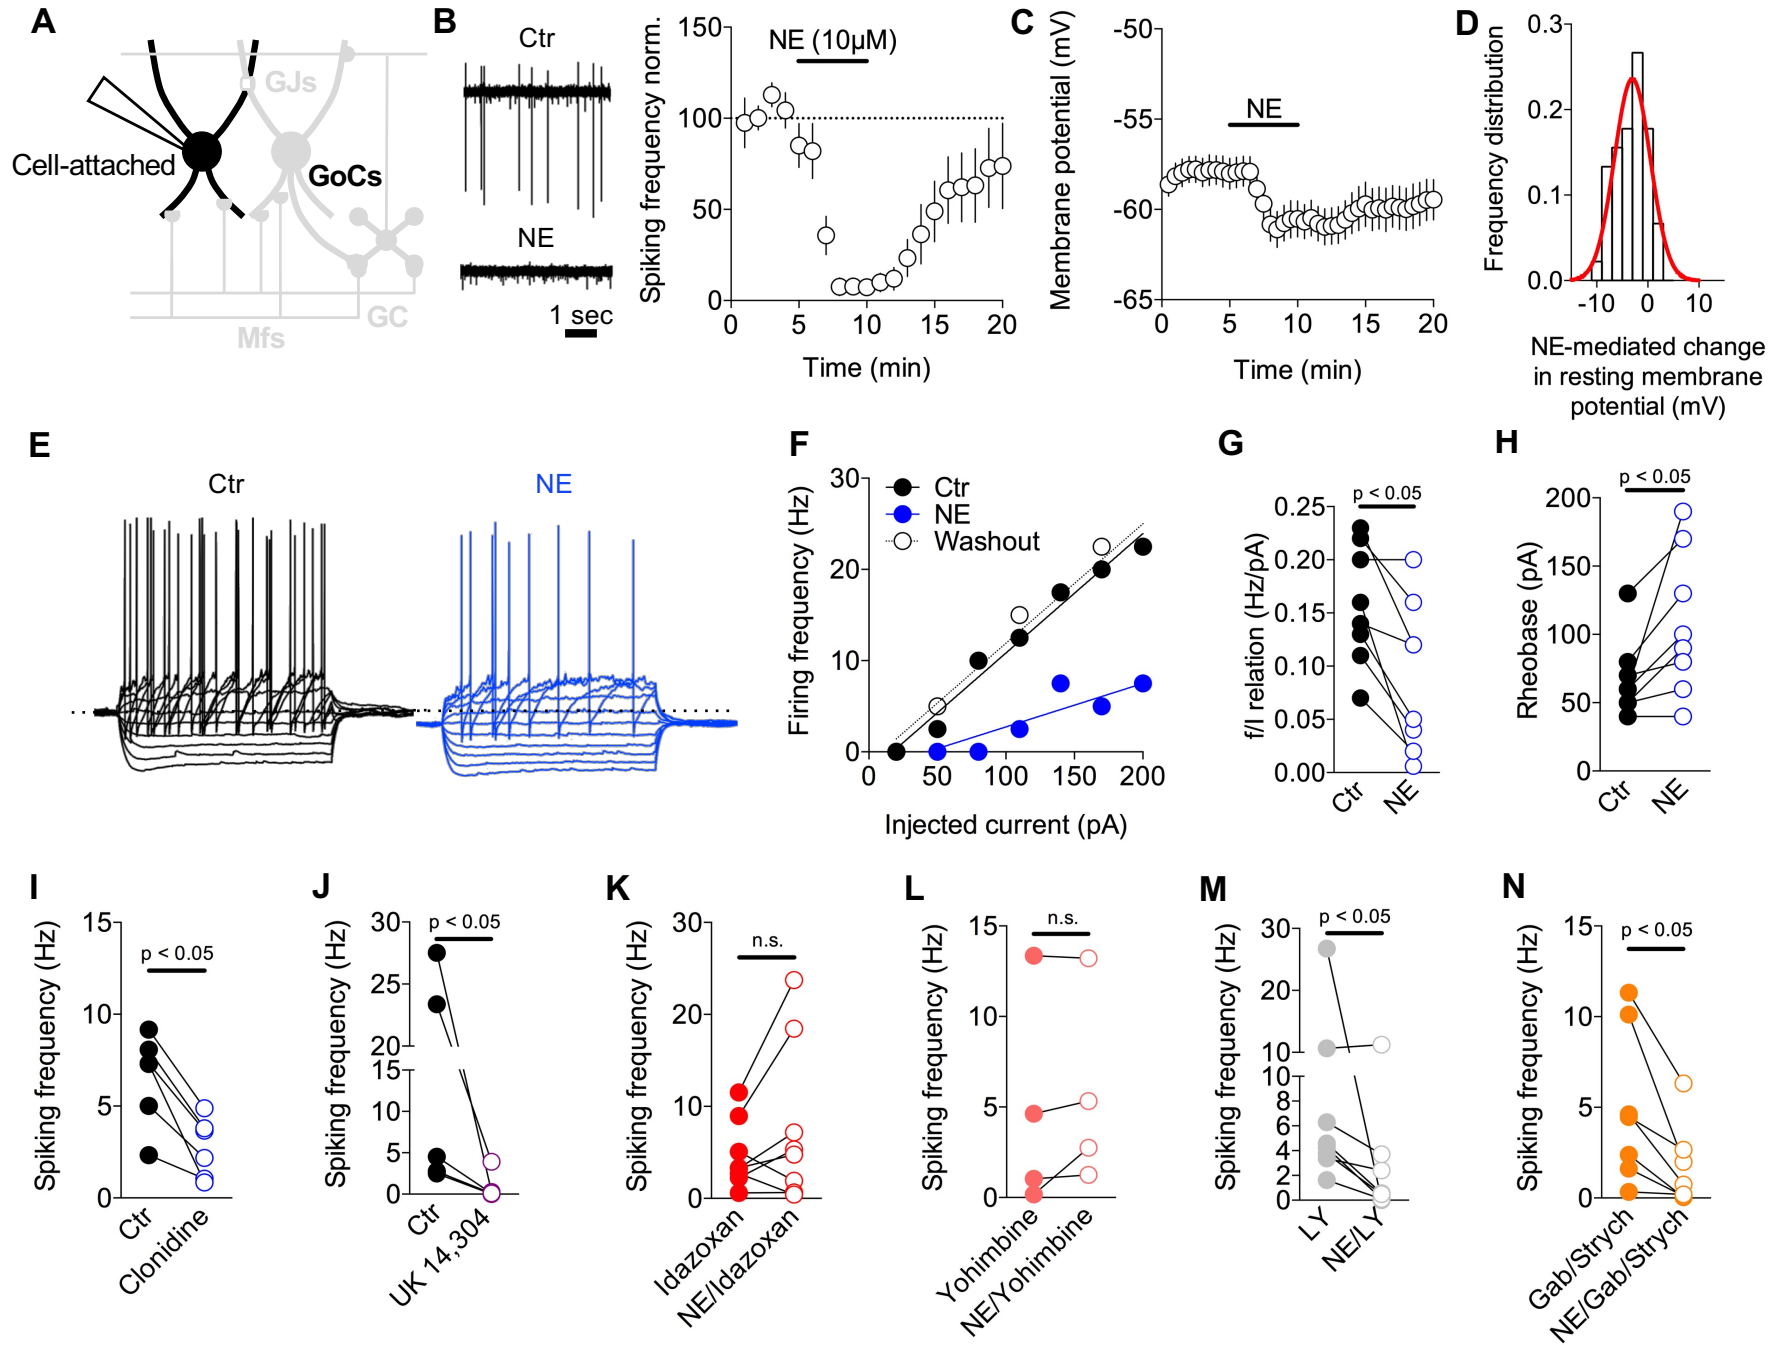 A
GJs
Cell-attached
GoCs
Mfs
GC
B
Ctr
NE
1 sec
Spiking frequency norm.
150
100
50
0
NE (10µM)
0 5 10 15 20
Time (min)
C
Membrane potential (mV)
-50
-55
-60
-65
NE
0 5 10 15 20
Time (min)
D
Frequency distribution
0.3
0.2
0.1
0.0
-10 0 10
NE-mediated change
in resting membrane
potential (mV)
E
Ctr
NE
F
Firing frequency (Hz)
30
20
10
0
Ctr
NE
Washout
0 50 100 150 200
Injected current (pA)
G
f/I relation (Hz/pA)
p < 0.05
0.25
0.20
0.15
0.10
0.05
0.00
Ctr
NE
H
Rheobase (pA)
p < 0.05
200
150
100
50
0
Ctr
NE
I
Spiking frequency (Hz)
15
10
5
0
p < 0.05
Ctr
Clonidine
J
Spiking frequency (Hz)
30
25
20
15
10
5
0
p < 0.05
Ctr
UK 14,304
K
Spiking frequency (Hz)
30
20
10
0
n.s.
Idazoxan
NE/Idazoxan
L
Spiking frequency (Hz)
15
10
5
0
n.s.
Yohimbine
NE/Yohimbine
M
Spiking frequency (Hz)
30
20
10
10
8
6
4
2
0
p < 0.05
LY
NE/LY
N
Spiking frequency (Hz)
15
10
5
0
p < 0.05
Gab/Strych
NE/Gab/Strych